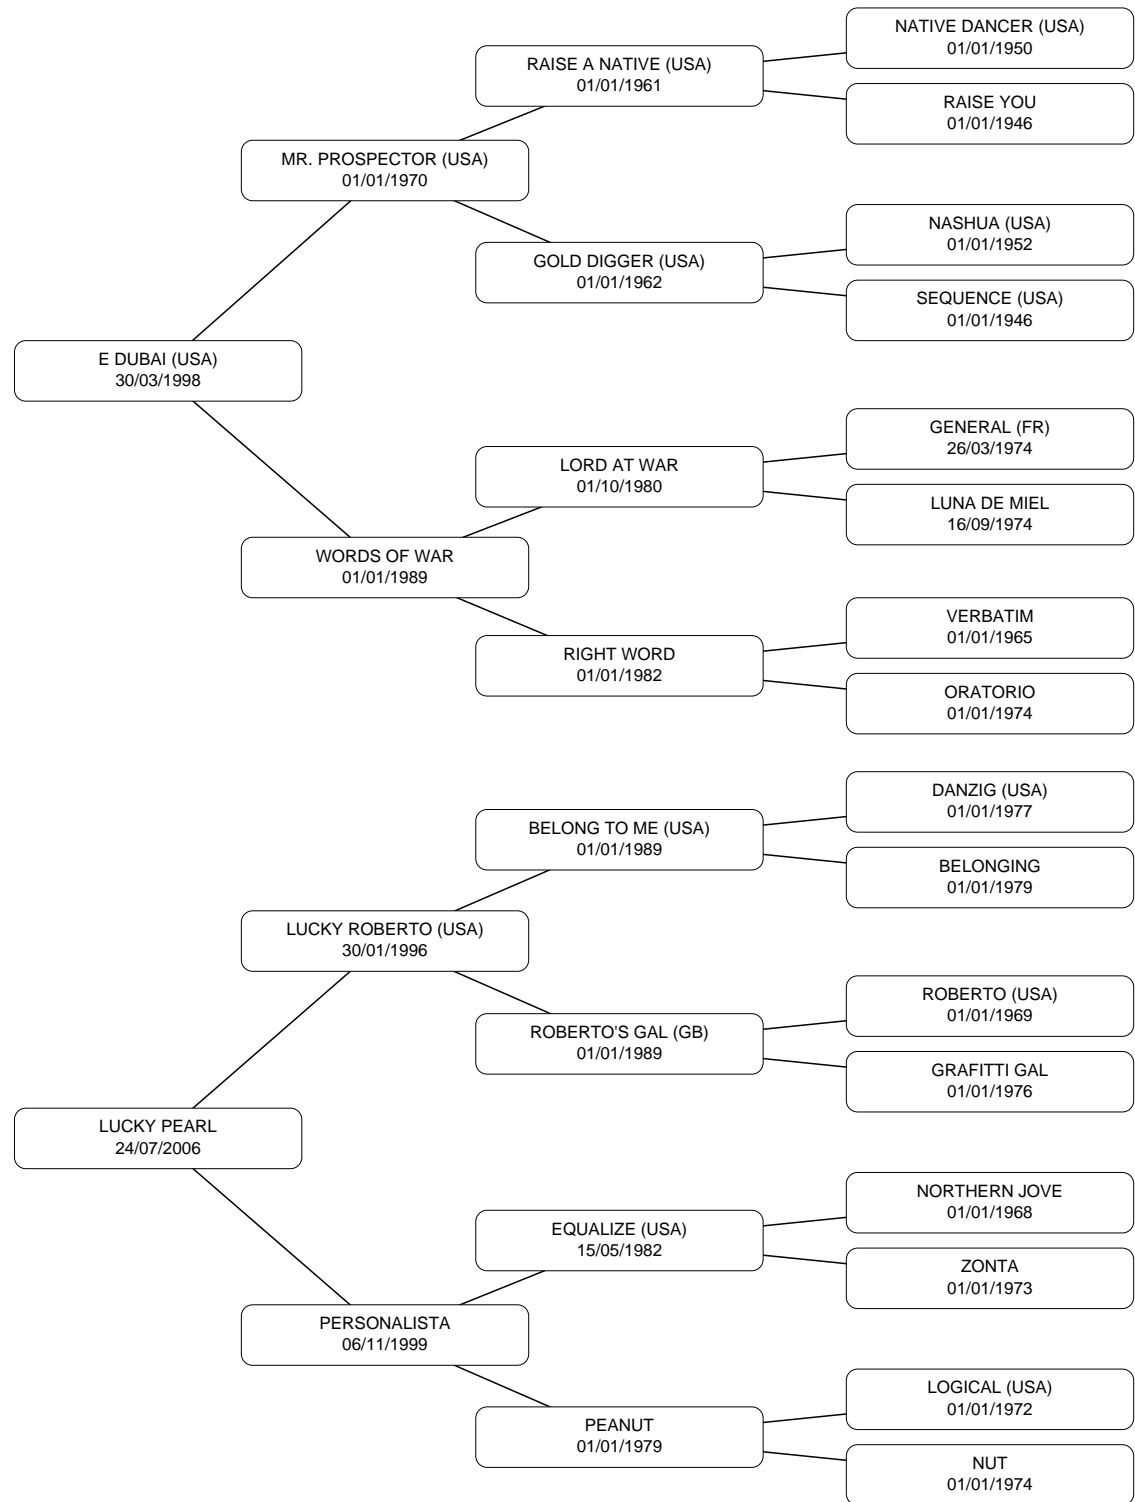 NATIVE DANCER (USA)
01/01/1950
RAISE A NATIVE (USA)
01/01/1961
RAISE YOU
01/01/1946
MR. PROSPECTOR (USA)
01/01/1970
NASHUA (USA)
01/01/1952
GOLD DIGGER (USA)
01/01/1962
SEQUENCE (USA)
01/01/1946
E DUBAI (USA)
30/03/1998
GENERAL (FR)
26/03/1974
LORD AT WAR
01/10/1980
LUNA DE MIEL
16/09/1974
WORDS OF WAR
01/01/1989
VERBATIM
01/01/1965
RIGHT WORD
01/01/1982
ORATORIO
01/01/1974
DANZIG (USA)
01/01/1977
BELONG TO ME (USA)
01/01/1989
BELONGING
01/01/1979
LUCKY ROBERTO (USA)
30/01/1996
ROBERTO (USA)
01/01/1969
ROBERTO'S GAL (GB)
01/01/1989
GRAFITTI GAL
01/01/1976
LUCKY PEARL
24/07/2006
NORTHERN JOVE
01/01/1968
EQUALIZE (USA)
15/05/1982
ZONTA
01/01/1973
PERSONALISTA
06/11/1999
LOGICAL (USA)
01/01/1972
PEANUT
01/01/1979
NUT
01/01/1974